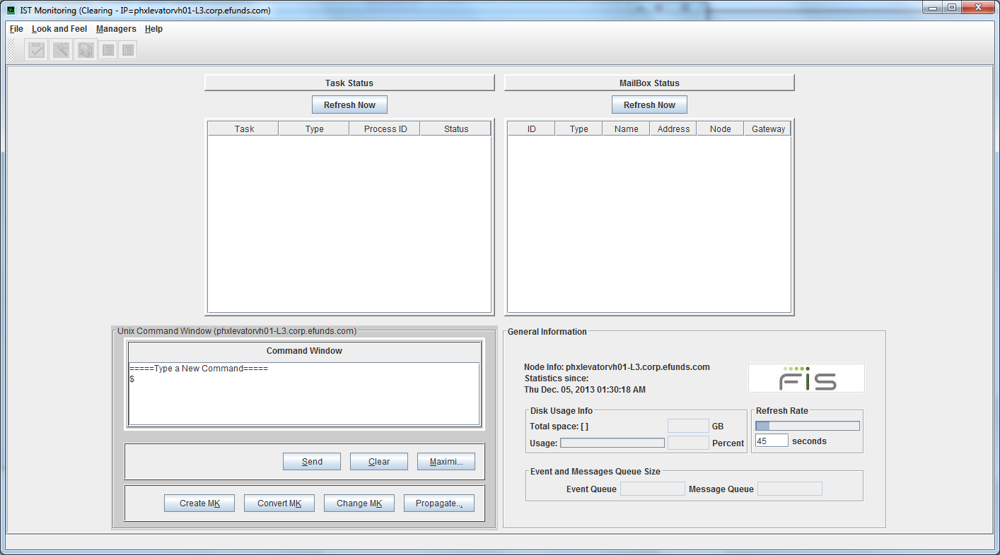 IST Monitoring (Clearing - IP=phxlevatorvh01-L3.corp.efunds.com)
File Look and Feel Managers Help
Task Status
Refresh Now
Task Type Process ID Status
MailBox Status
Refresh Now
ID Type Name Address Node Gateway
Unix Command Window (phxlevatorvh01-L3.corp.efunds.com)
Command Window
=====Type a New Command=====
$
Send Clear Maximi...
Create MK Convert MK Change MK Propagate...
General Information
Node Info: phxlevatorvh01-L3.corp.efunds.com
Statistics since:
Thu Dec. 05, 2013 01:30:18 AM
FIS
Disk Usage Info
Total space: [ ] GB
Usage: Percent
Refresh Rate
45 seconds
Event and Messages Queue Size
Event Queue Message Queue